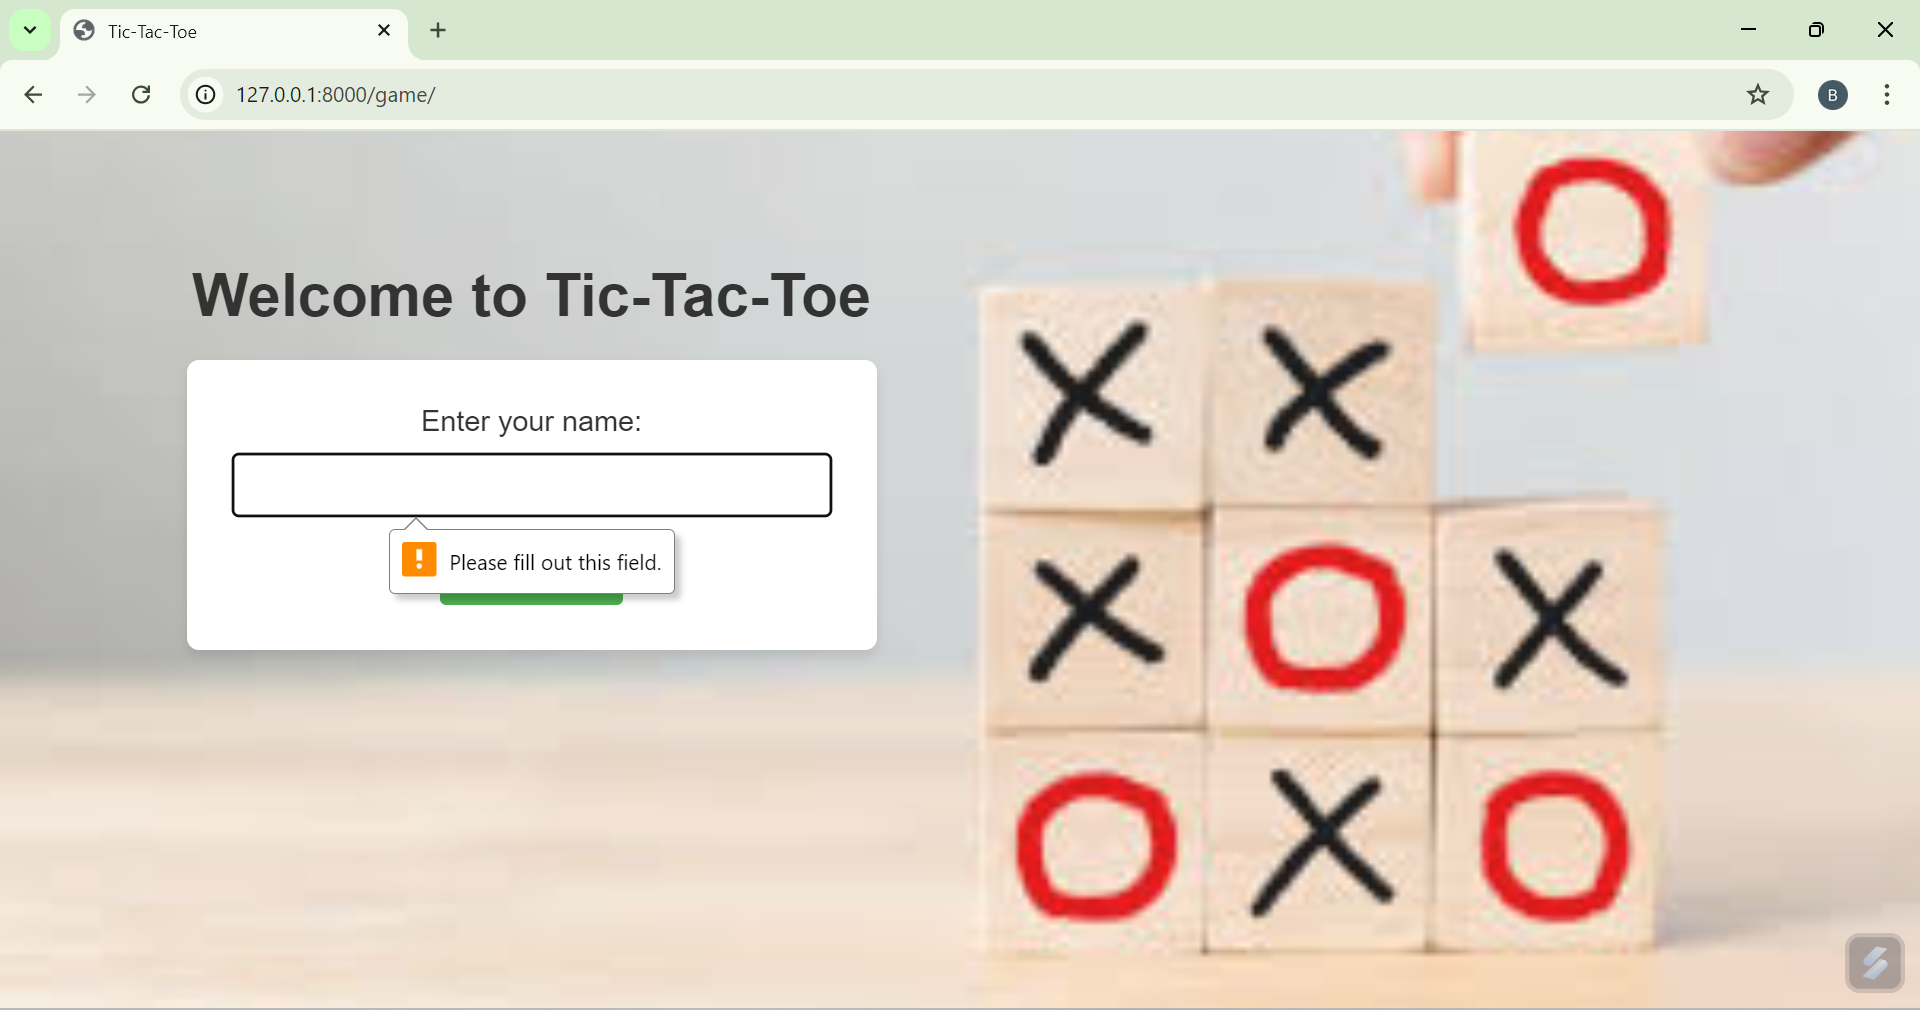 Tic-Tac-Toe
127.0.0.1:8000/game/
B
Welcome to Tic-Tac-Toe
Enter your name:
Please fill out this field.
X X O
X O X
O X O